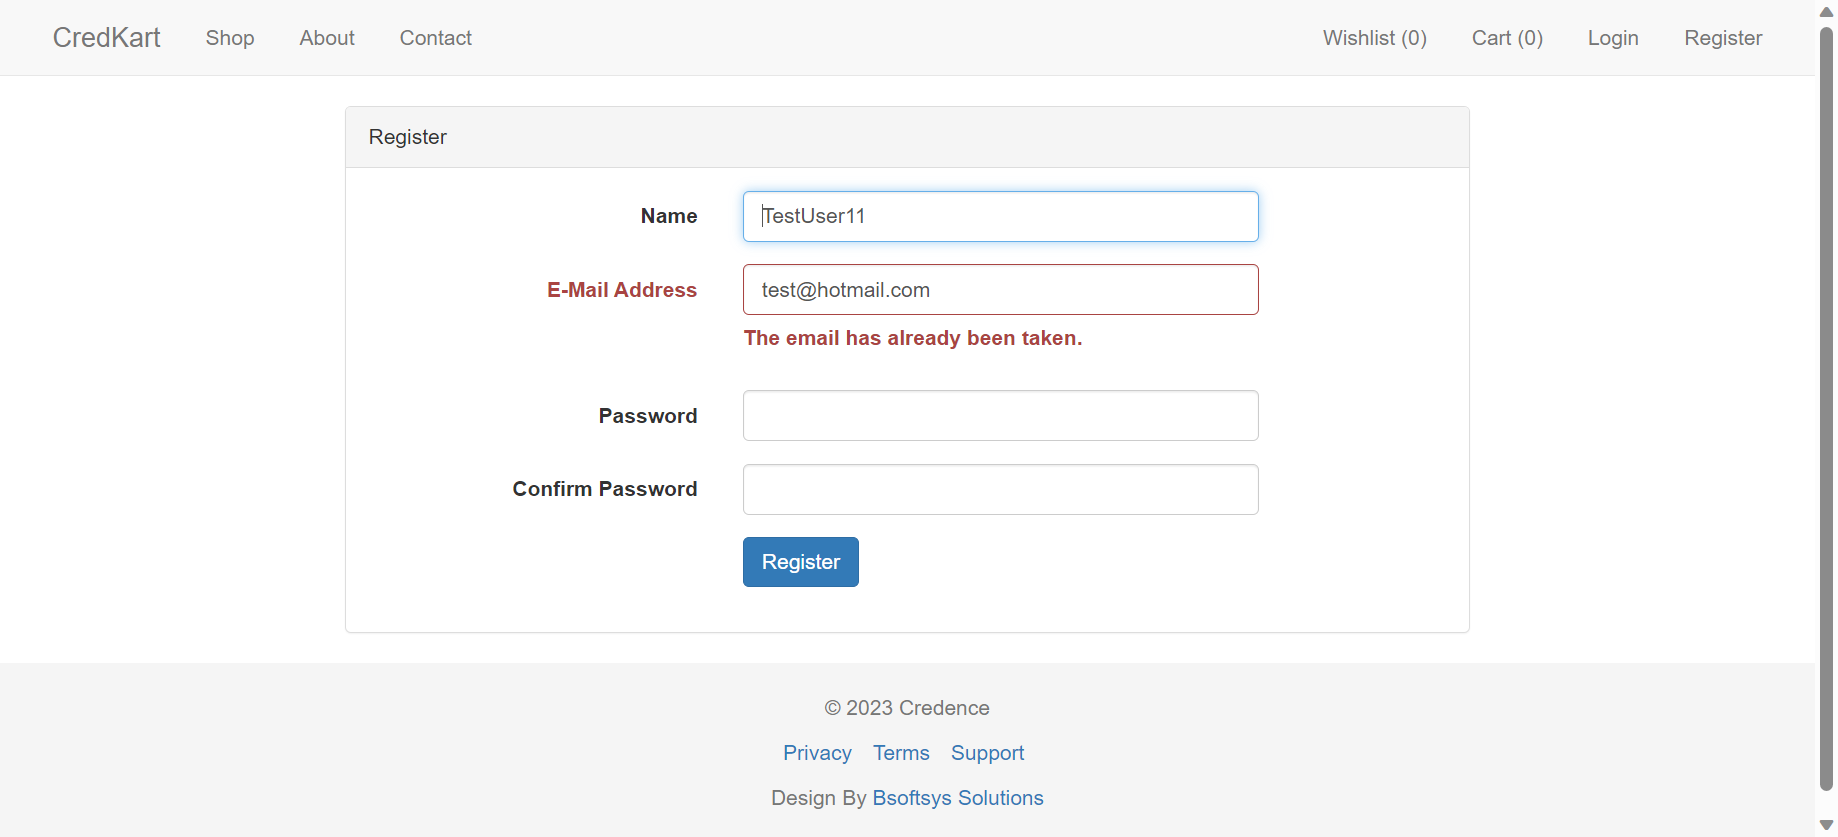 CredKart Shop About Contact Wishlist (0) Cart (0) Login Register
Register
Name TestUser11
E-Mail Address test@hotmail.com
The email has already been taken.
Password
Confirm Password
Register
© 2023 Credence
Privacy Terms Support
Design By Bsoftsys Solutions